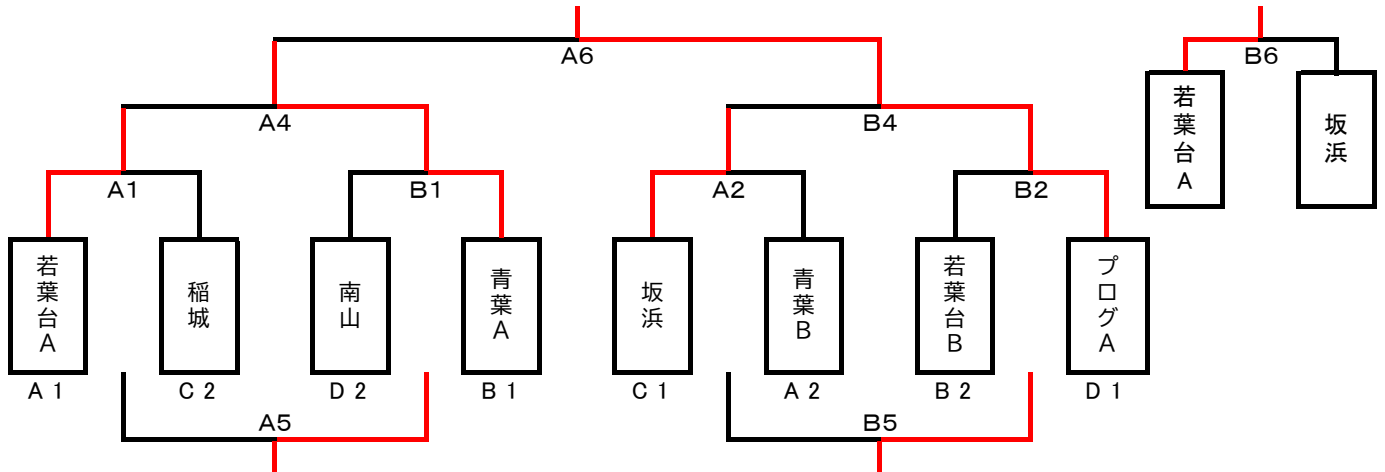 A6
B6
若葉台A
坂浜
A4
B4
A1
B1
A2
B2
若葉台A
稲城
南山
青葉A
坂浜
青葉B
若葉台B
プログA
A 1
C 2
D 2
B 1
C 1
A 2
B 2
D 1
A5
B5